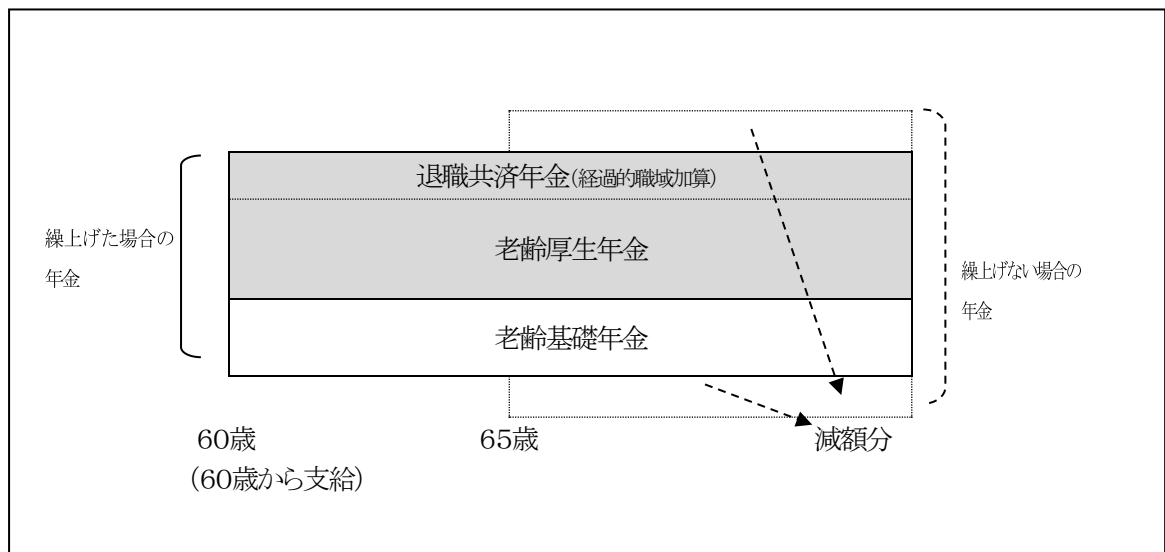 退職共済年金(経過的職域加算)
繰上げた場合の
年金
老齢厚生年金
繰上げない場合の
年金
老齢基礎年金
60歳
65歳
減額分
(60歳から支給)